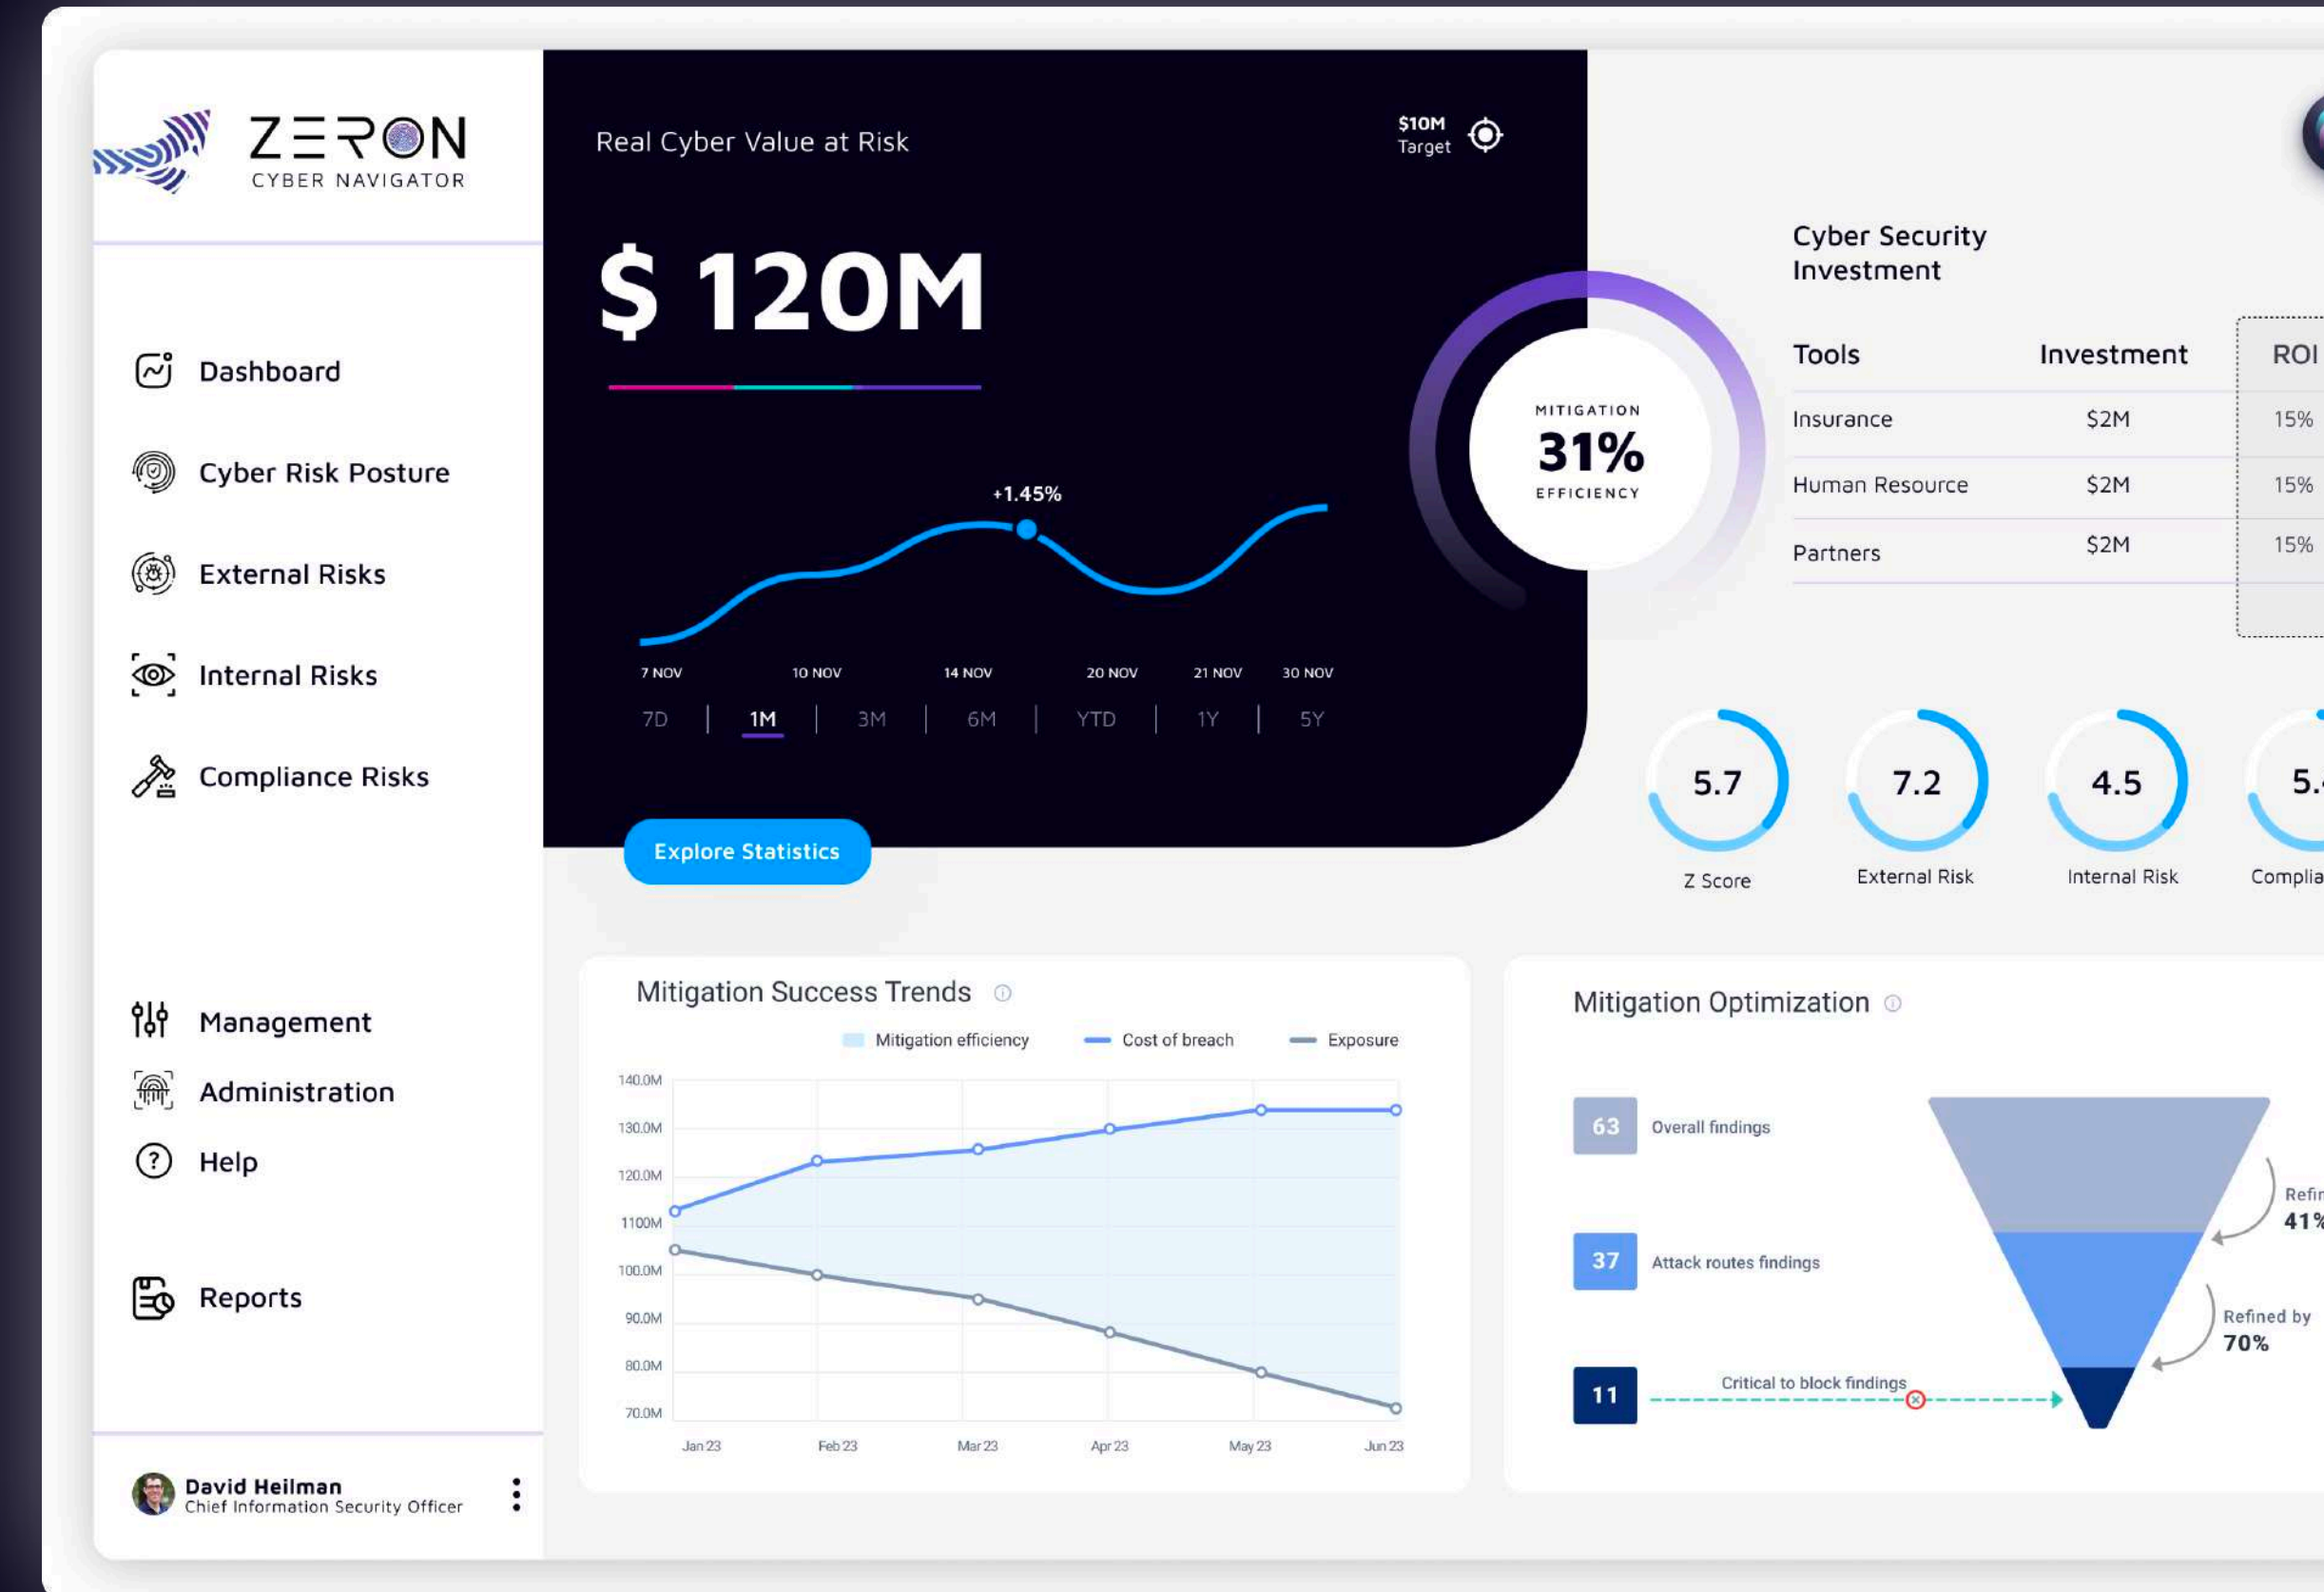 ZERON
CYBER NAVIGATOR
Dashboard
Cyber Risk Posture
External Risks
Internal Risks
Compliance Risks
Management
Administration
Help
Reports
David Heilman
Chief Information Security Officer
Real Cyber Value at Risk
$10M
Target
$ 120M
+1.45%
7 NOV 10 NOV 14 NOV 20 NOV 21 NOV 30 NOV
7D | 1M | 3M | 6M | YTD | 1Y | 5Y
Explore Statistics
MITIGATION
31%
EFFICIENCY
Cyber Security
Investment
Tools Investment ROI
Insurance $2M 15%
Human Resource $2M 15%
Partners $2M 15%
5.7 7.2 4.5
Z Score External Risk Internal Risk
Mitigation Success Trends
Mitigation efficiency Cost of breach Exposure
140.0M
130.0M
120.0M
1100M
100.0M
90.0M
80.0M
70.0M
Jan 23 Feb 23 Mar 23 Apr 23 May 23 Jun 23
Mitigation Optimization
63 Overall findings
41%
37 Attack routes findings
Refined by
70%
11 Critical to block findings